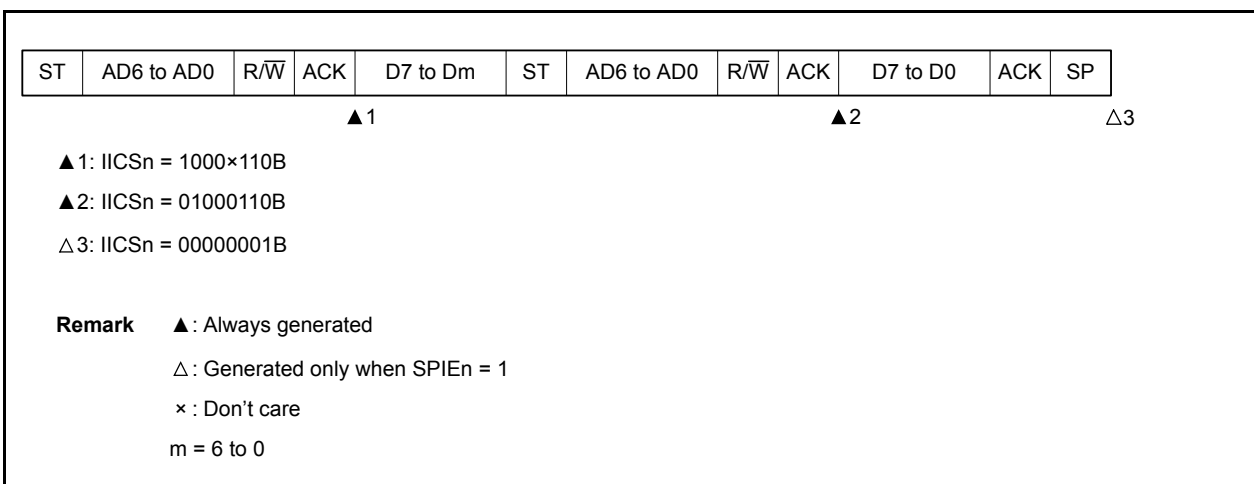 ST AD6 to AD0 R/W̅ ACK D7 to Dm ST AD6 to AD0 R/W̅ ACK D7 to D0 ACK SP
▲1 ▲2 △3
▲1: IICSn = 1000×110B
▲2: IICSn = 01000110B
△3: IICSn = 00000001B
Remark ▲: Always generated
△: Generated only when SPIEn = 1
×: Don't care
m = 6 to 0